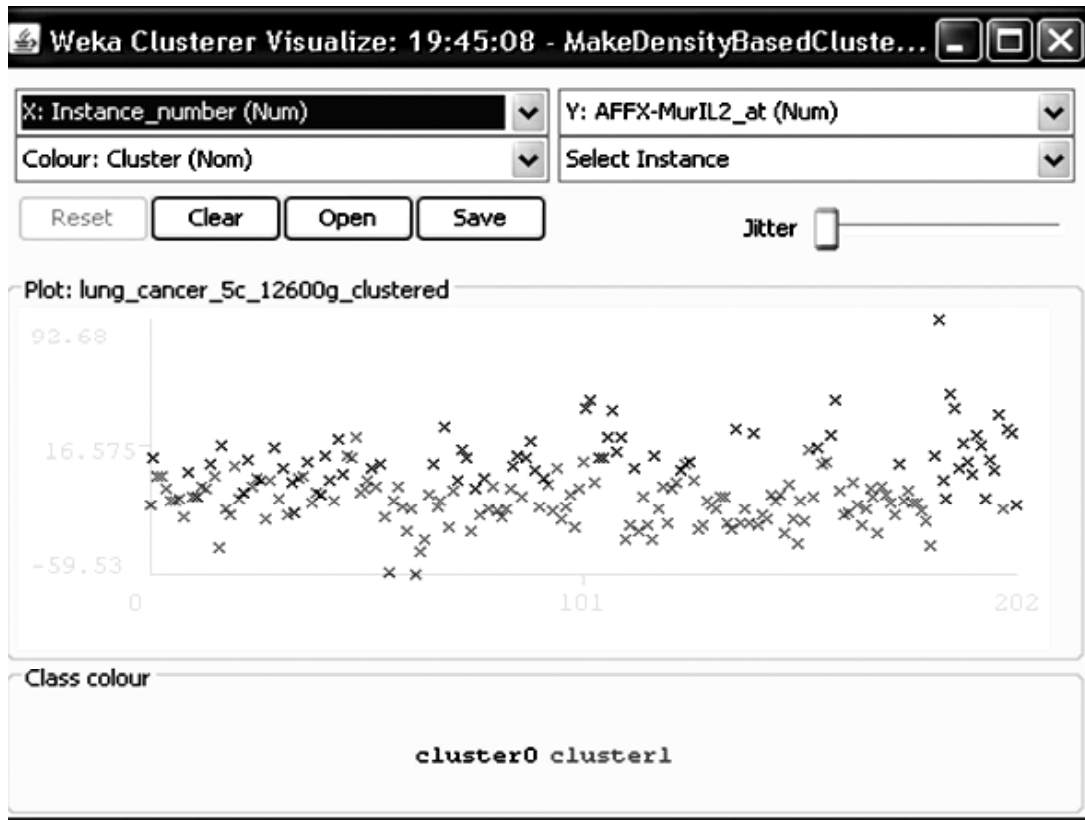 Weka Clusterer Visualize: 19:45:08 - MakeDensityBasedCluste...
X: Instance_number (Num) Y: AFFX-MurIL2_at (Num)
Colour: Cluster (Nom) Select Instance
Reset Clear Open Save Jitter
Plot: lung_cancer_5c_12600g_clustered
92.68
16.575
-59.53
0 101 202
Class colour
cluster0 cluster1